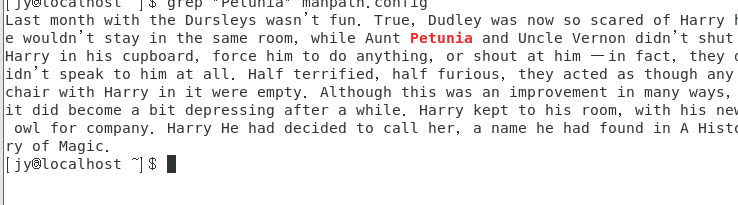 [jy@localhost ~]$ grep "Petunia" manpath.config
Last month with the Dursleys wasn't fun. True, Dudley was now so scared of Harry h
e wouldn't stay in the same room, while Aunt Petunia and Uncle Vernon didn't shut
Harry in his cupboard, force him to do anything, or shout at him —in fact, they d
idn't speak to him at all. Half terrified, half furious, they acted as though any
chair with Harry in it were empty. Although this was an improvement in many ways,
it did become a bit depressing after a while. Harry kept to his room, with his new
owl for company. Harry He had decided to call her, a name he had found in A Histo
ry of Magic.
[jy@localhost ~]$